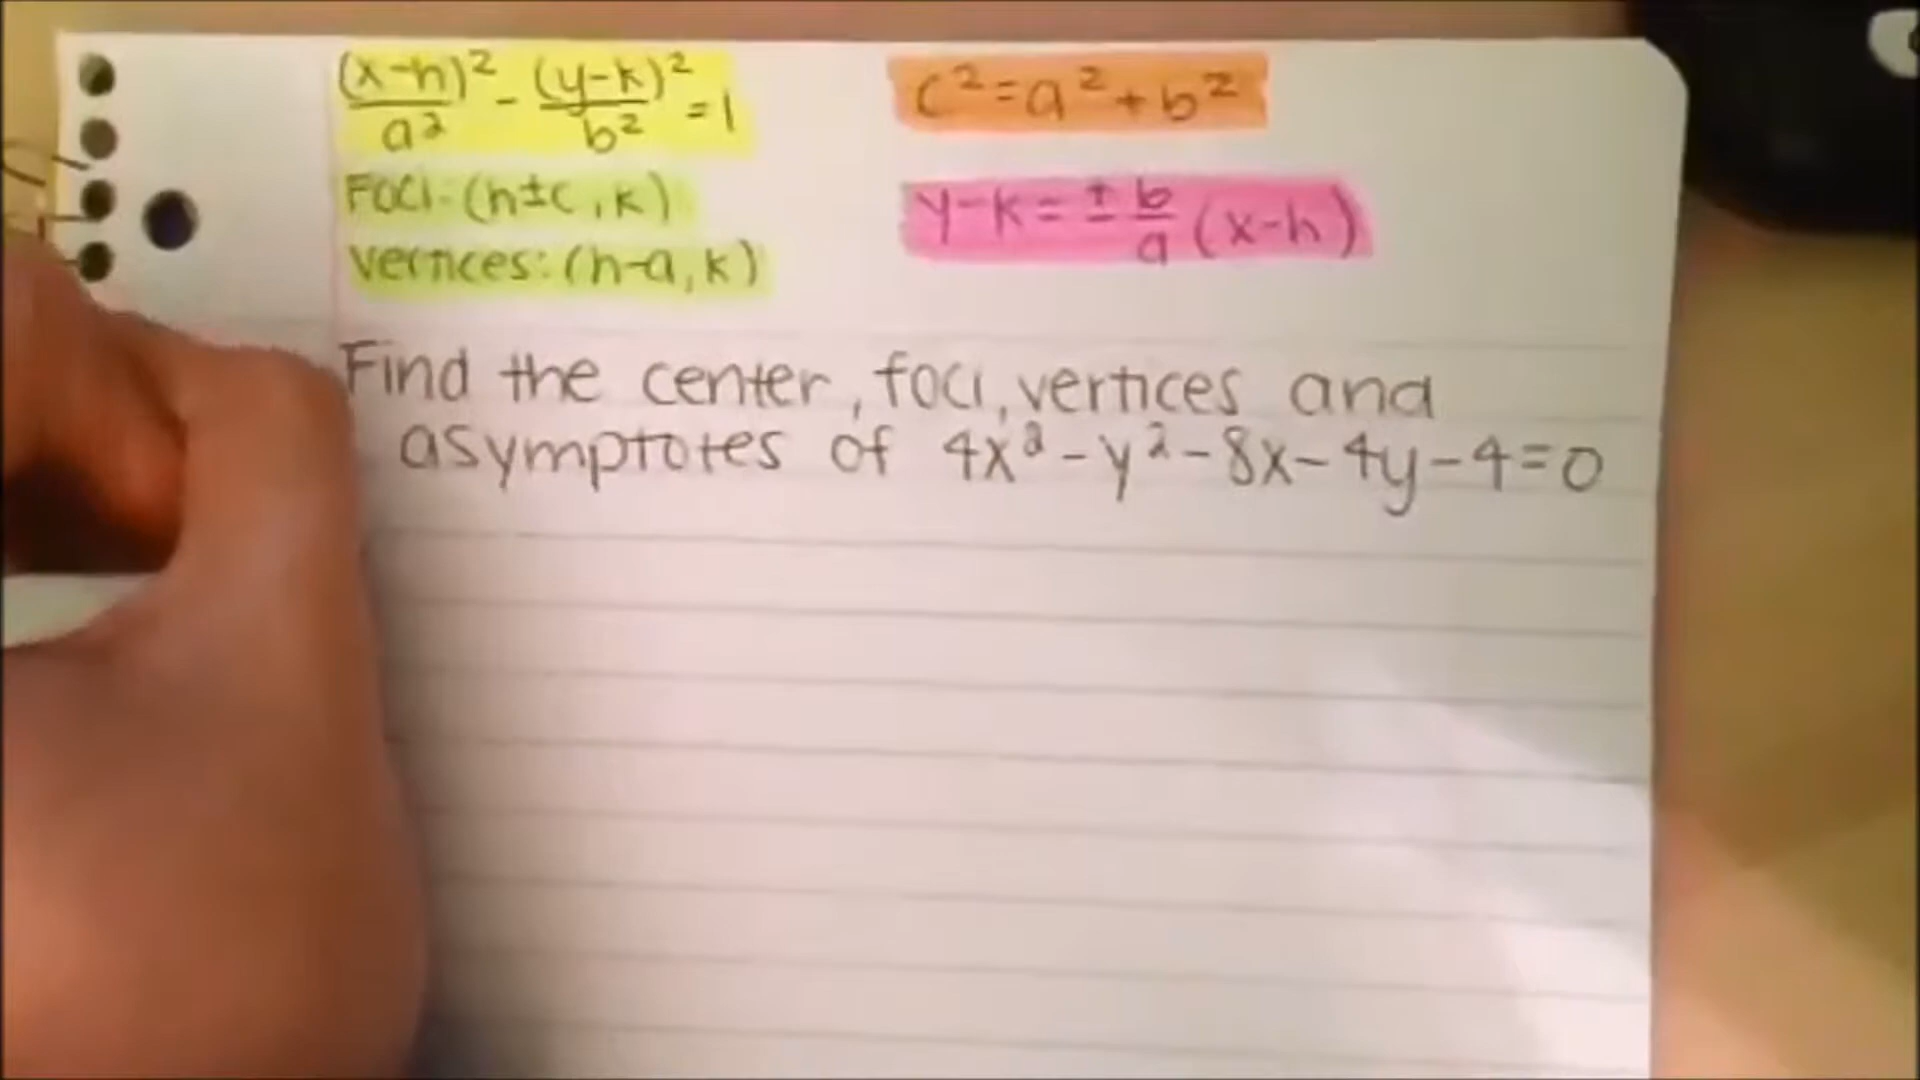 (x-h)²/a² - (y-k)²/b² = 1
c² = a² + b²
Foci: (h±c, k)
y-k = ± b/a (x-h)
Vertices: (h-a, k)
Find the center, foci, vertices and
asymptotes of 4x² - y² - 8x - 4y - 4 = 0